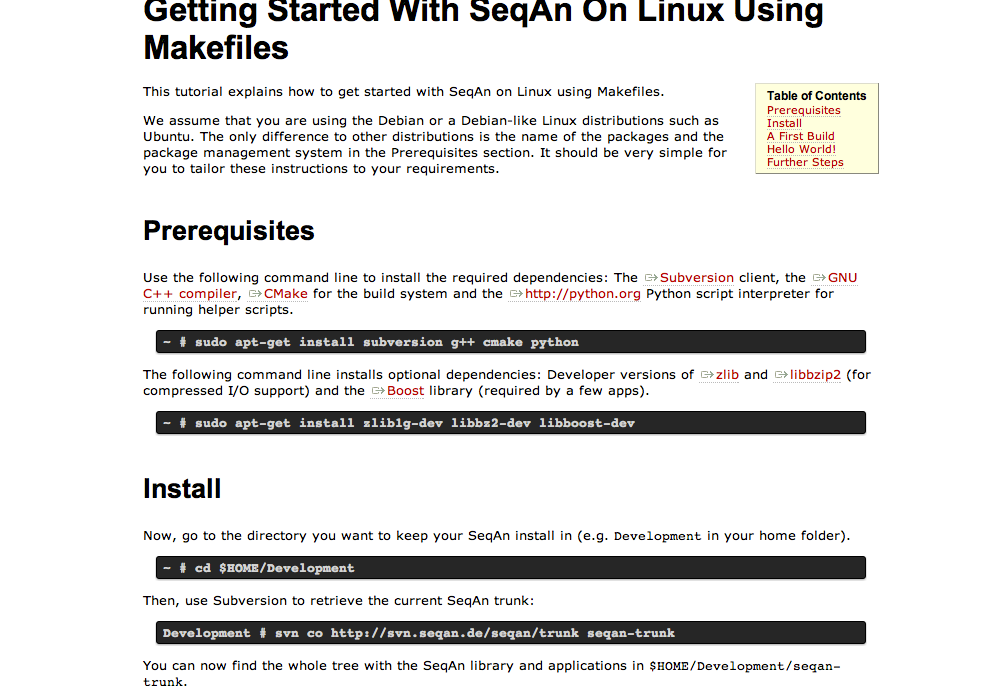 Getting Started With SeqAn On Linux Using
Makefiles
This tutorial explains how to get started with SeqAn on Linux using Makefiles.
We assume that you are using the Debian or a Debian-like Linux distributions such as
Ubuntu. The only difference to other distributions is the name of the packages and the
package management system in the Prerequisites section. It should be very simple for
you to tailor these instructions to your requirements.
Table of Contents
Prerequisites
Install
A First Build
Hello World!
Further Steps
Prerequisites
Use the following command line to install the required dependencies: The Subversion client, the GNU
C++ compiler, CMake for the build system and the http://python.org Python script interpreter for
running helper scripts.
~ # sudo apt-get install subversion g++ cmake python
The following command line installs optional dependencies: Developer versions of zlib and libbzip2 (for
compressed I/O support) and the Boost library (required by a few apps).
~ # sudo apt-get install zlib1g-dev libbz2-dev libboost-dev
Install
Now, go to the directory you want to keep your SeqAn install in (e.g. Development in your home folder).
~ # cd $HOME/Development
Then, use Subversion to retrieve the current SeqAn trunk:
Development # svn co http://svn.seqan.de/seqan/trunk seqan-trunk
You can now find the whole tree with the SeqAn library and applications in $HOME/Development/seqan-
trunk.